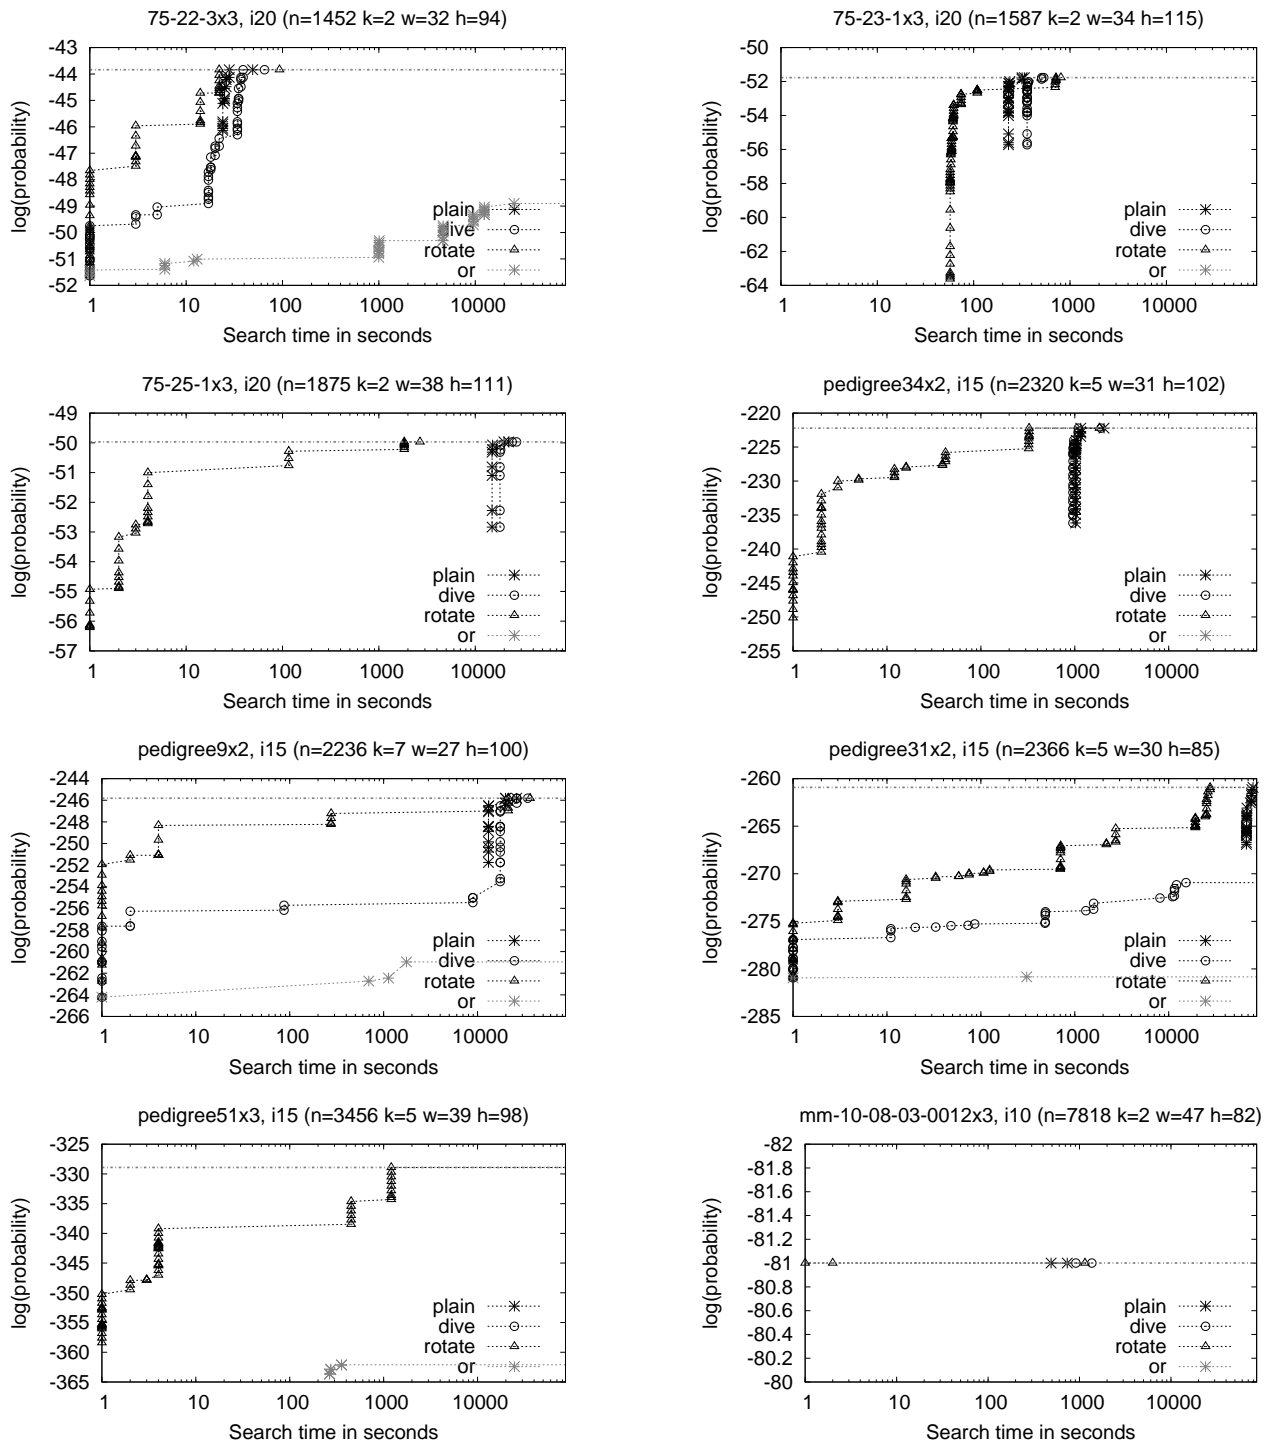 75-22-3x3, i20 (n=1452 k=2 w=32 h=94)
log(probability)
-43
-44
-45
-46
-47
-48
-49
-50
-51
-52
plain
dive
rotate
or
1 10 100 1000 10000
Search time in seconds
75-23-1x3, i20 (n=1587 k=2 w=34 h=115)
log(probability)
-50
-52
-54
-56
-58
-60
-62
-64
plain
dive
rotate
or
1 10 100 1000 10000
Search time in seconds
75-25-1x3, i20 (n=1875 k=2 w=38 h=111)
log(probability)
-49
-50
-51
-52
-53
-54
-55
-56
-57
plain
dive
rotate
or
1 10 100 1000 10000
Search time in seconds
pedigree34x2, i15 (n=2320 k=5 w=31 h=102)
log(probability)
-220
-225
-230
-235
-240
-245
-250
-255
plain
dive
rotate
or
1 10 100 1000 10000
Search time in seconds
pedigree9x2, i15 (n=2236 k=7 w=27 h=100)
log(probability)
-244
-246
-248
-250
-252
-254
-256
-258
-260
-262
-264
-266
plain
dive
rotate
or
1 10 100 1000 10000
Search time in seconds
pedigree31x2, i15 (n=2366 k=5 w=30 h=85)
log(probability)
-260
-265
-270
-275
-280
-285
plain
dive
rotate
or
1 10 100 1000 10000
Search time in seconds
pedigree51x3, i15 (n=3456 k=5 w=39 h=98)
log(probability)
-325
-330
-335
-340
-345
-350
-355
-360
-365
plain
dive
rotate
or
1 10 100 1000 10000
Search time in seconds
mm-10-08-03-0012x3, i10 (n=7818 k=2 w=47 h=82)
log(probability)
-82
-81.8
-81.6
-81.4
-81.2
-81
-80.8
-80.6
-80.4
-80.2
-80
plain
dive
rotate
or
1 10 100 1000 10000
Search time in seconds